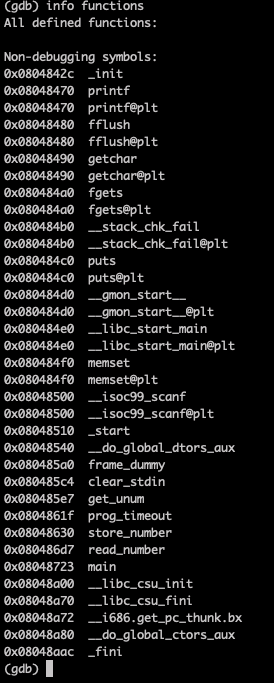 (gdb) info functions
All defined functions:

Non-debugging symbols:
0x0804842c  _init
0x08048470  printf
0x08048470  printf@plt
0x08048480  fflush
0x08048480  fflush@plt
0x08048490  getchar
0x08048490  getchar@plt
0x080484a0  fgets
0x080484a0  fgets@plt
0x080484b0  __stack_chk_fail
0x080484b0  __stack_chk_fail@plt
0x080484c0  puts
0x080484c0  puts@plt
0x080484d0  __gmon_start__
0x080484d0  __gmon_start__@plt
0x080484e0  __libc_start_main
0x080484e0  __libc_start_main@plt
0x080484f0  memset
0x080484f0  memset@plt
0x08048500  __isoc99_scanf
0x08048500  __isoc99_scanf@plt
0x08048510  _start
0x08048540  __do_global_dtors_aux
0x080485a0  frame_dummy
0x080485c4  clear_stdin
0x080485e7  get_unum
0x0804861f  prog_timeout
0x08048630  store_number
0x080486d7  read_number
0x08048723  main
0x08048a00  __libc_csu_init
0x08048a70  __libc_csu_fini
0x08048a72  __i686.get_pc_thunk.bx
0x08048a80  __do_global_ctors_aux
0x08048aac  _fini
(gdb)